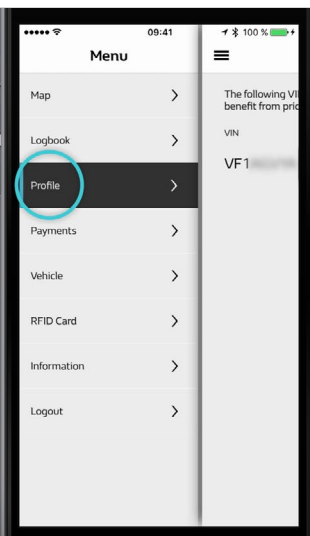 09:41
100 %
Menu
Map
Logbook
Profile
Payments
Vehicle
RFID Card
Information
Logout
The following VI
benefit from pric
VIN
VF1